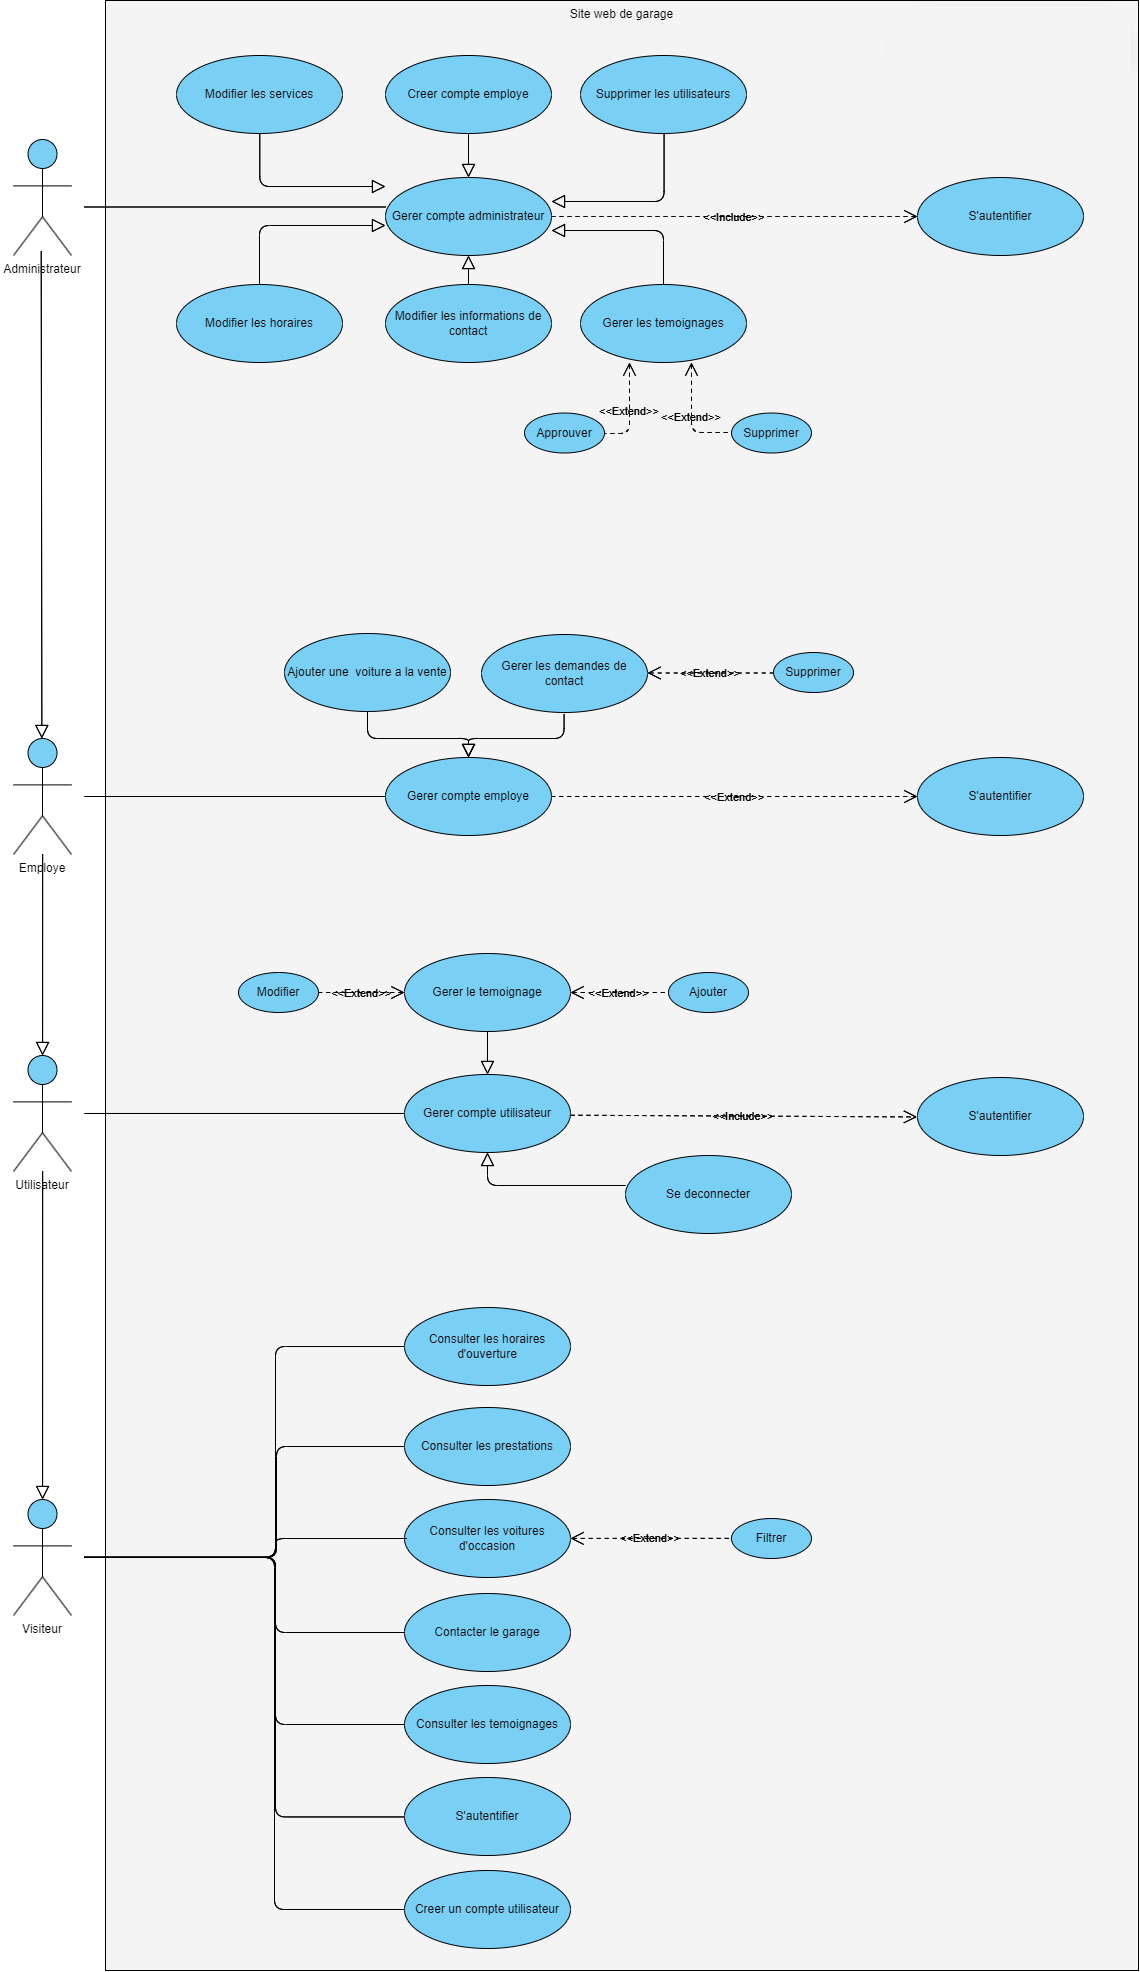 Site web de garage
Modifier les services
Creer compte employe
Supprimer les utilisateurs
Gerer compte administrateur
<<Include>>
S'autentifier
Administrateur
Modifier les horaires
Modifier les informations de
contact
Gerer les temoignages
<<Extend>>
<<Extend>>
Approuver
Supprimer
Ajouter une  voiture a la vente
Gerer les demandes de
contact
<<Extend>>
Supprimer
Gerer compte employe
<<Extend>>
S'autentifier
Employe
Modifier
<<Extend>>
Gerer le temoignage
<<Extend>>
Ajouter
Gerer compte utilisateur
<<Include>>
S'autentifier
Utilisateur
Se deconnecter
Consulter les horaires
d'ouverture
Consulter les prestations
Consulter les voitures
d'occasion
<<Extend>>
Filtrer
Visiteur
Contacter le garage
Consulter les temoignages
S'autentifier
Creer un compte utilisateur